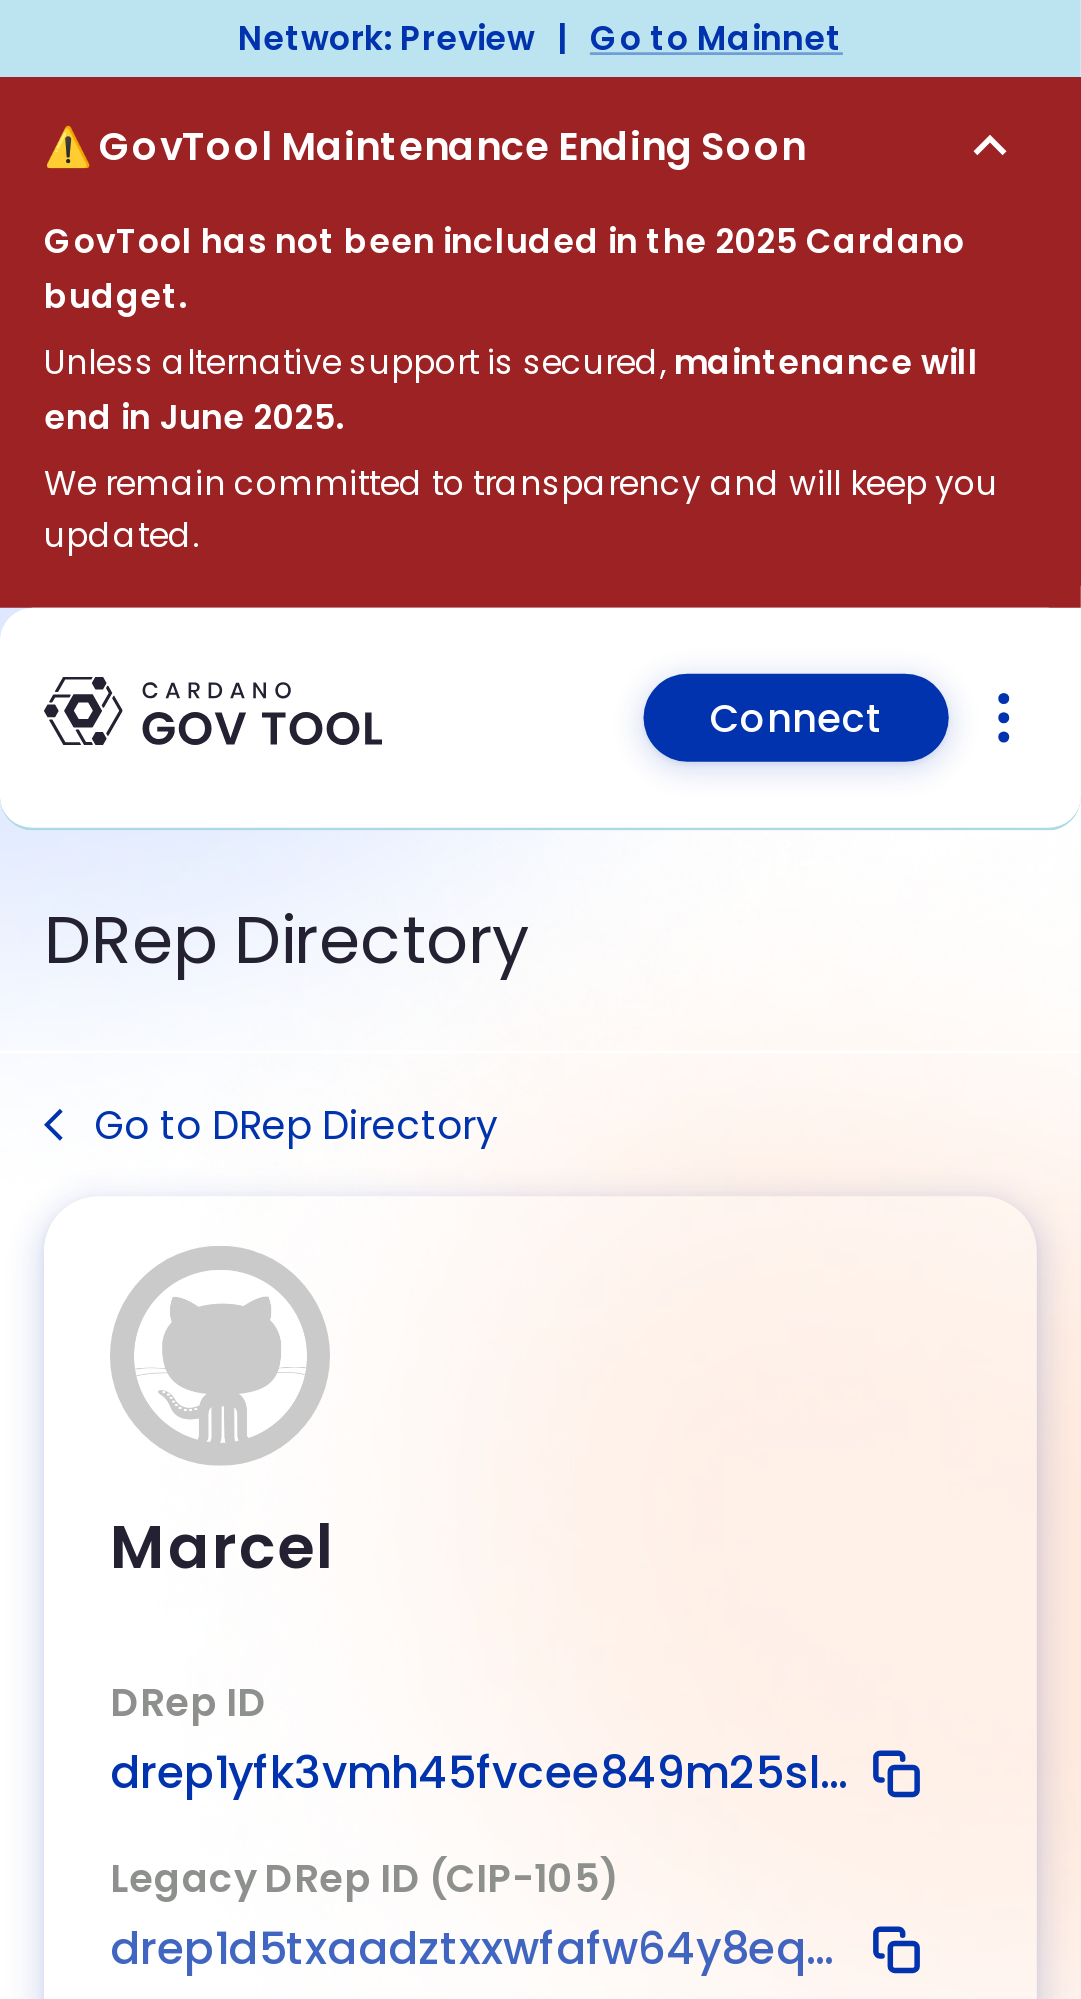 Network: Preview | Go to Mainnet
⚠️ GovTool Maintenance Ending Soon
GovTool has not been included in the 2025 Cardano
budget.
Unless alternative support is secured, maintenance will
end in June 2025.
We remain committed to transparency and will keep you
updated.
CARDANO
GOV TOOL
Connect
DRep Directory
Go to DRep Directory
Marcel
DRep ID
drep1yfk3vmh45fvcee849m25sl...
Legacy DRep ID (CIP-105)
drep1d5txaadztxxwfafw64y8eq...